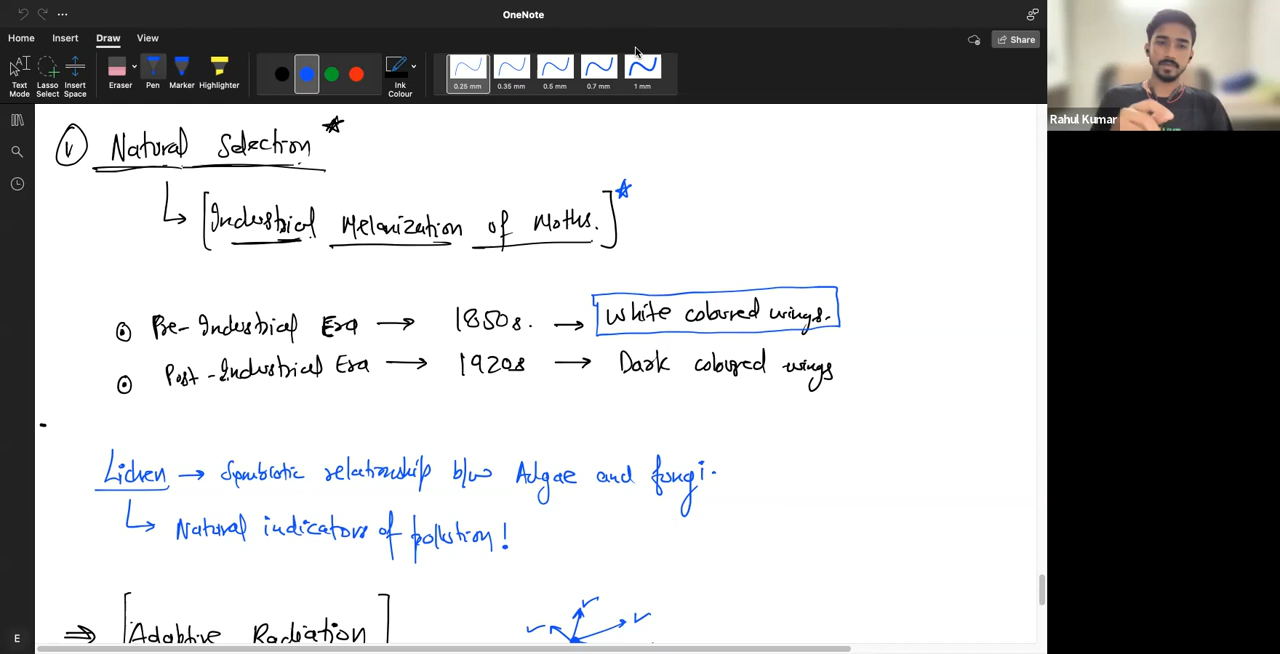 OneNote
Home Insert Draw View
Share
Text Mode
Lasso Select
Insert Space
Eraser
Pen
Marker
Highlighter
Ink Colour
0.25 mm
0.35 mm
0.5 mm
0.7 mm
1 mm
Rahul Kumar
Natural Selection
[Industrial Melanization of Moths.]
Pre-Industrial Era → 1850s. → White coloured wings.
Post-Industrial Era → 1920s → Dark coloured wings
Lichen → Symbiotic relationship b/w Algae and fungi.
Natural indicators of pollution!
⇒ [Adaptive Radiation]
E